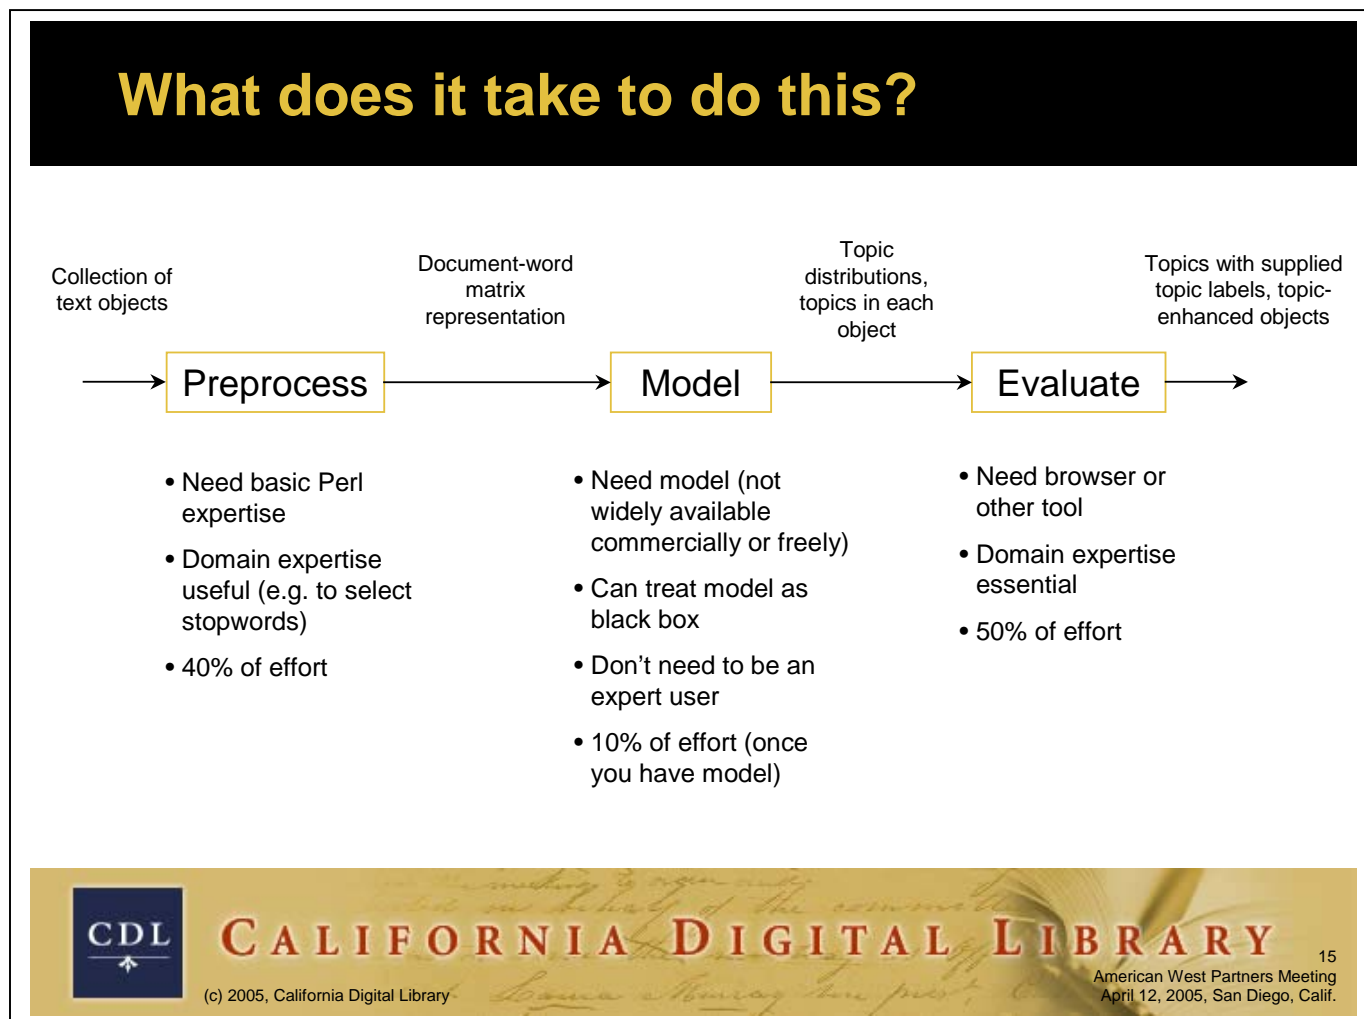 What does it take to do this?
Collection of
text objects
Document-word
matrix
representation
Topic
distributions,
topics in each
object
Topics with supplied
topic labels, topic-
enhanced objects
Preprocess
Model
Evaluate
• Need basic Perl
expertise
• Domain expertise
useful (e.g. to select
stopwords)
• 40% of effort
• Need model (not
widely available
commercially or freely)
• Can treat model as
black box
• Don’t need to be an
expert user
• 10% of effort (once
you have model)
• Need browser or
other tool
• Domain expertise
essential
• 50% of effort
CDL
CALIFORNIA DIGITAL LIBRARY
(c) 2005, California Digital Library
15
American West Partners Meeting
April 12, 2005, San Diego, Calif.